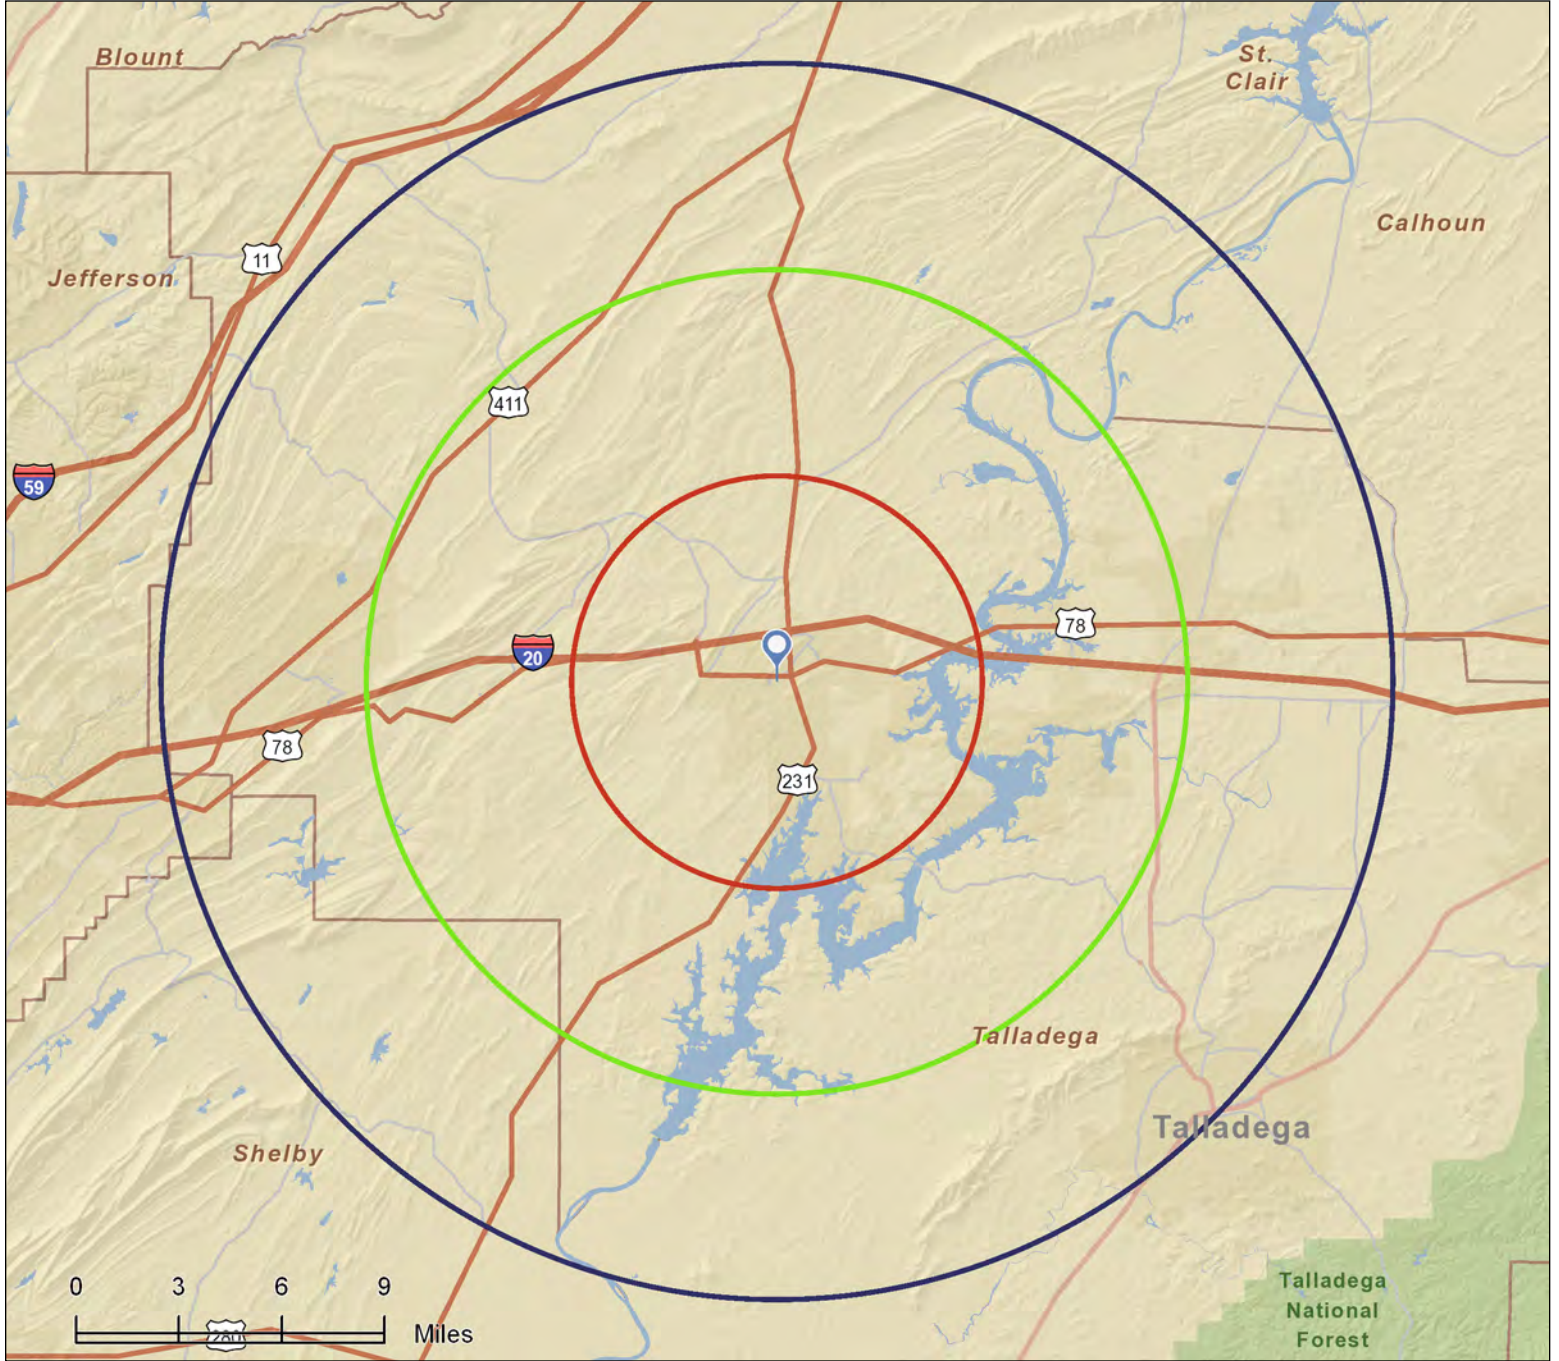 Blount
St.
Clair
Calhoun
11
Jefferson
411
59
78
20
78
231
Talladega
Talladega
Shelby
0 3 6 9
Miles
280
Talladega
National
Forest